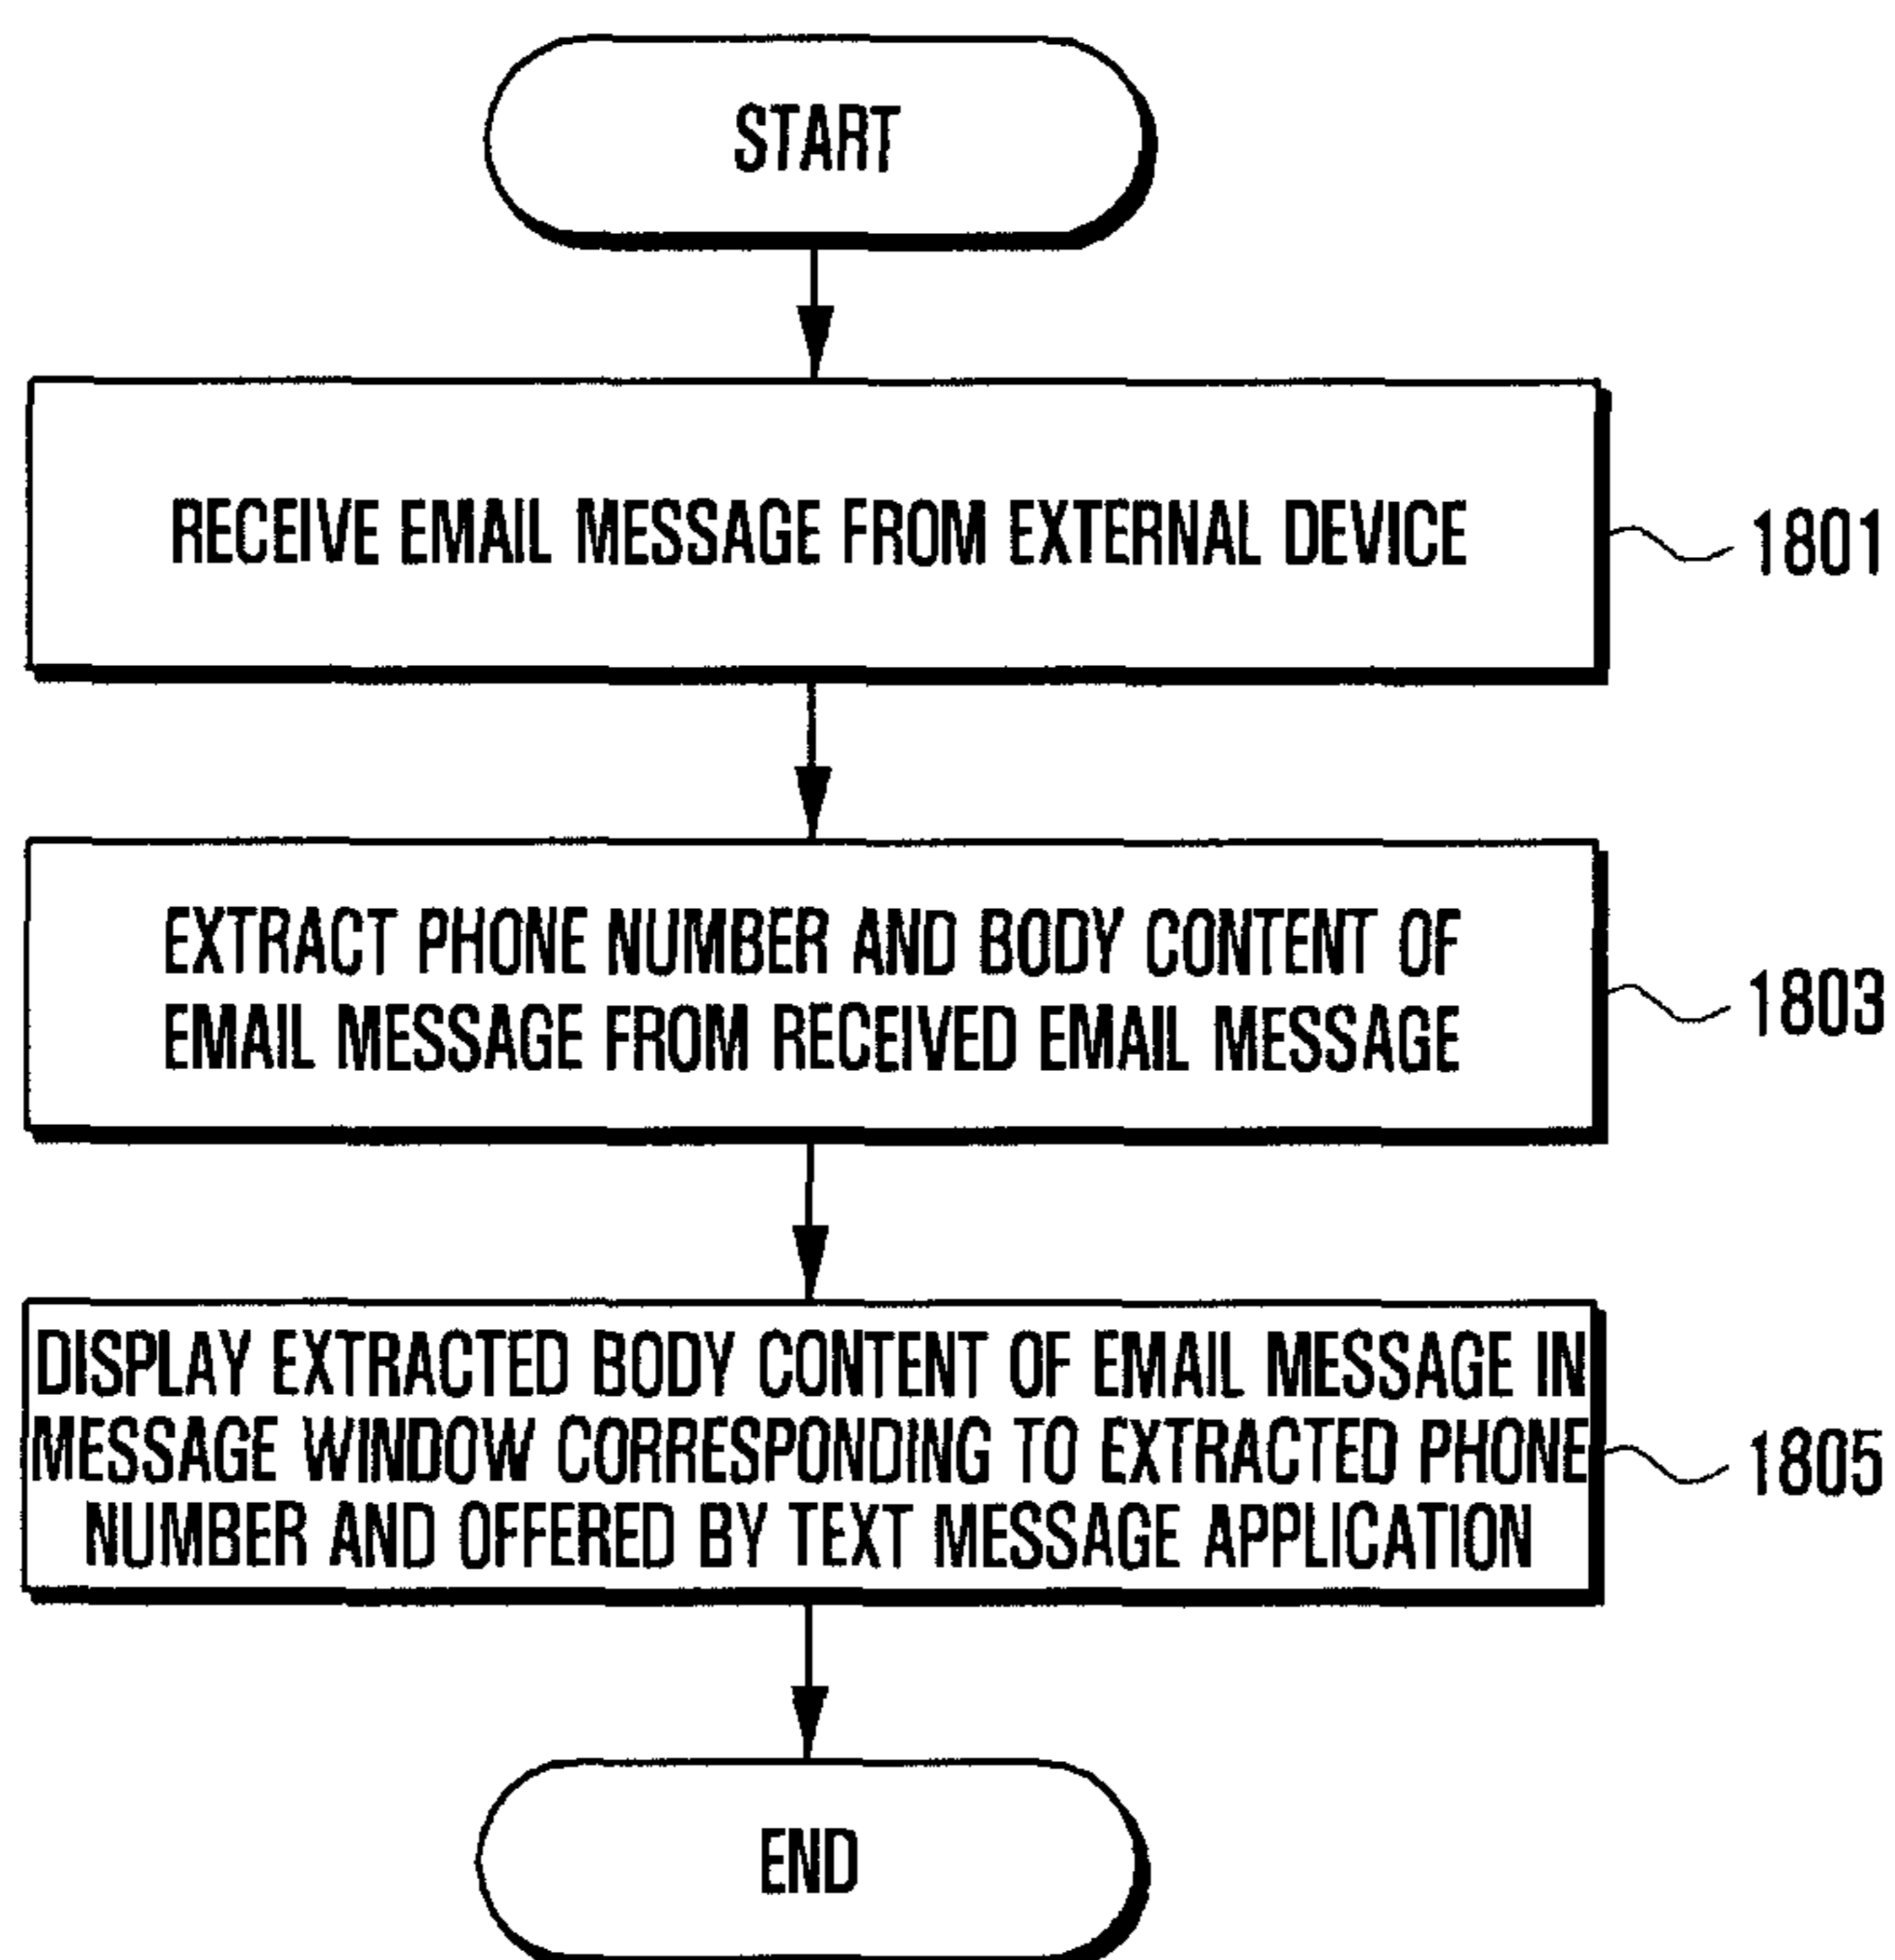 START
RECEIVE EMAIL MESSAGE FROM EXTERNAL DEVICE
1801
EXTRACT PHONE NUMBER AND BODY CONTENT OF
EMAIL MESSAGE FROM RECEIVED EMAIL MESSAGE
1803
DISPLAY EXTRACTED BODY CONTENT OF EMAIL MESSAGE IN
MESSAGE WINDOW CORRESPONDING TO EXTRACTED PHONE
NUMBER AND OFFERED BY TEXT MESSAGE APPLICATION
1805
END